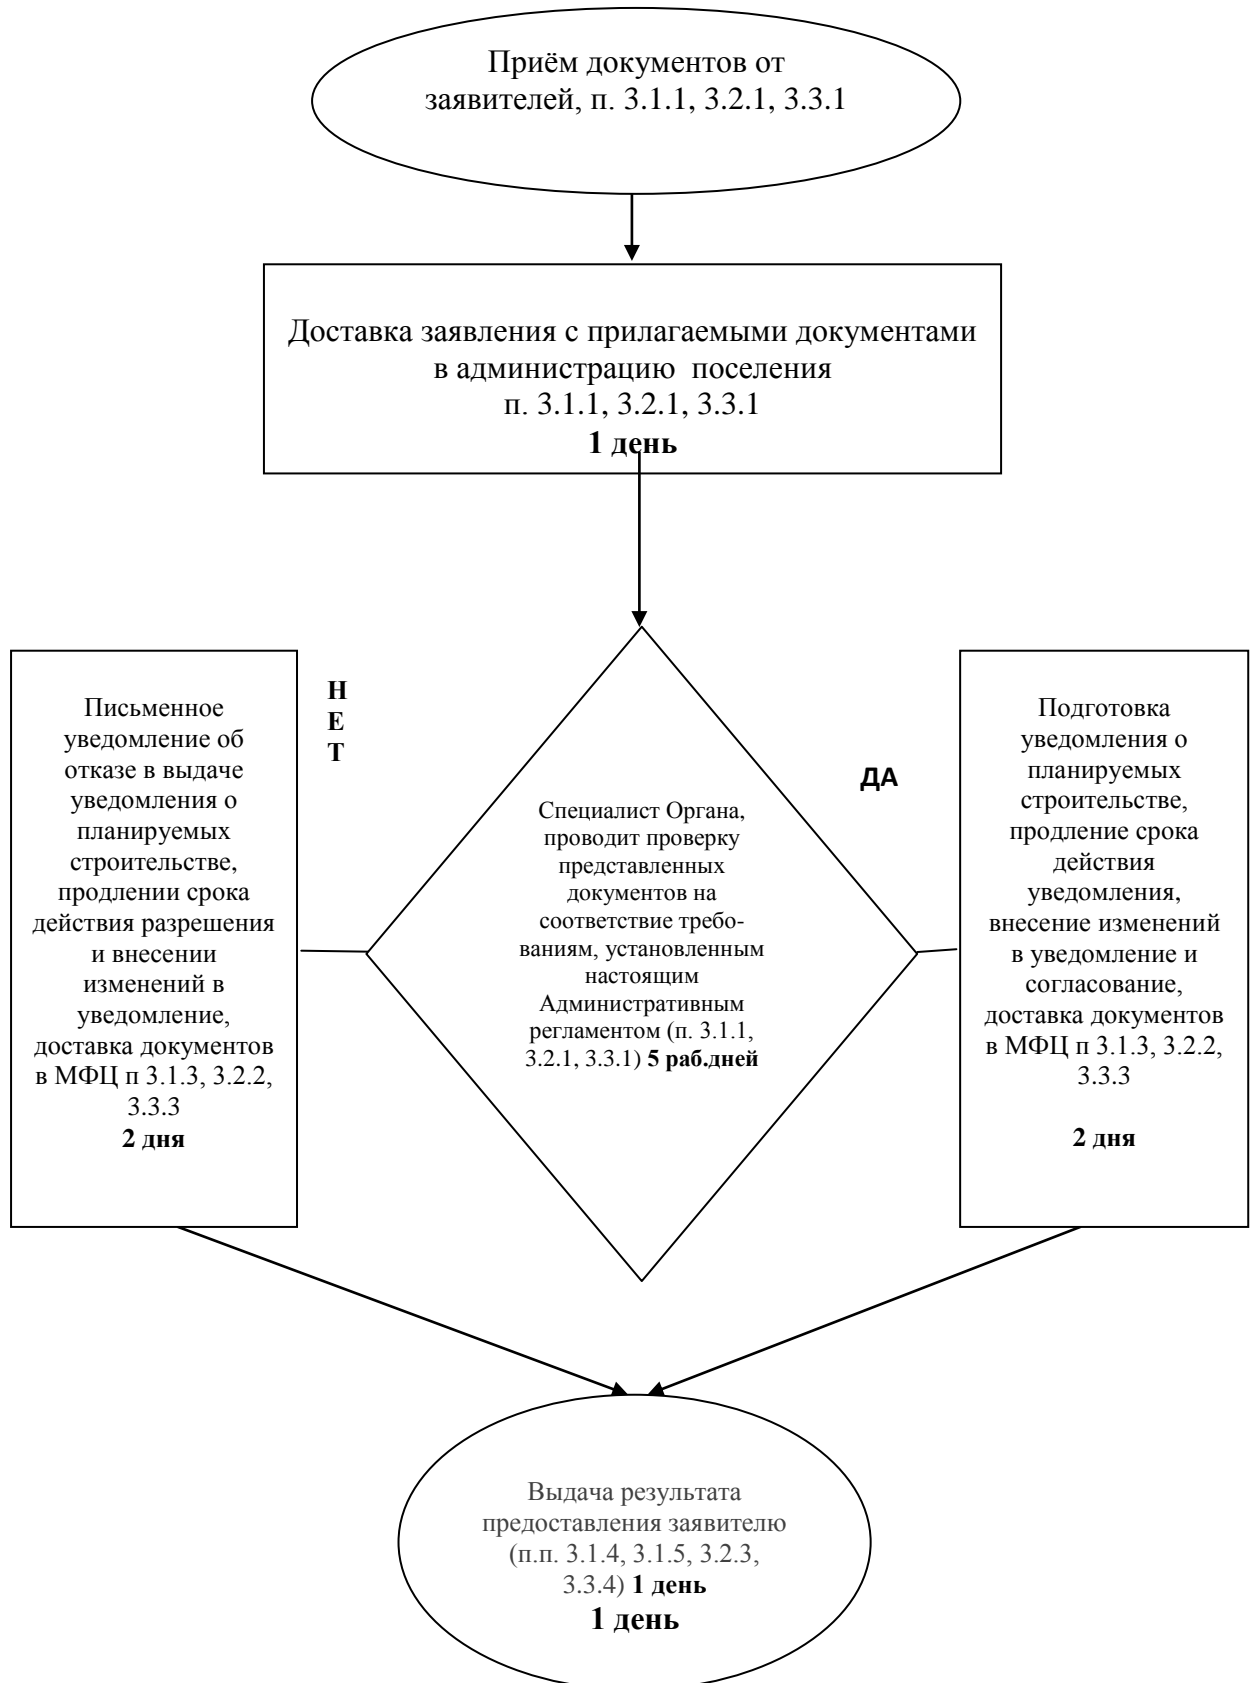 Приём документов от
заявителей, п. 3.1.1, 3.2.1, 3.3.1
Доставка заявления с прилагаемыми документами
в администрацию поселения
п. 3.1.1, 3.2.1, 3.3.1
1 день
Письменное
уведомление об
отказе в выдаче
уведомления о
планируемых
строительстве,
продлении срока
действия разрешения
и внесении
изменений в
уведомление,
доставка документов
в МФЦ п 3.1.3, 3.2.2,
3.3.3
2 дня
Н
Е
Т
Специалист Органа,
проводит проверку
представленных
документов на
соответствие требо-
ваниям, установленным
настоящим
Административным
регламентом (п. 3.1.1,
3.2.1, 3.3.1) 5 раб.дней
ДА
Подготовка
уведомления о
планируемых
строительстве,
продление срока
действия
уведомления,
внесение изменений
в уведомление и
согласование,
доставка документов
в МФЦ п 3.1.3, 3.2.2,
3.3.3
2 дня
Выдача результата
предоставления заявителю
(п.п. 3.1.4, 3.1.5, 3.2.3,
3.3.4) 1 день
1 день